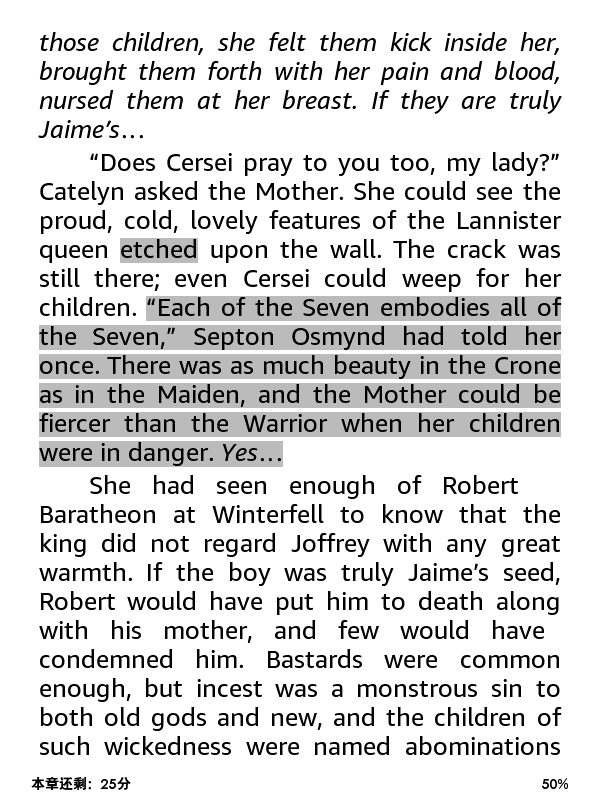 those children, she felt them kick inside her,
brought them forth with her pain and blood,
nursed them at her breast. If they are truly
Jaime’s…
“Does Cersei pray to you too, my lady?”
Catelyn asked the Mother. She could see the
proud, cold, lovely features of the Lannister
queen etched upon the wall. The crack was
still there; even Cersei could weep for her
children. “Each of the Seven embodies all of
the Seven,” Septon Osmynd had told her
once. There was as much beauty in the Crone
as in the Maiden, and the Mother could be
fiercer than the Warrior when her children
were in danger. Yes…
She had seen enough of Robert
Baratheon at Winterfell to know that the
king did not regard Joffrey with any great
warmth. If the boy was truly Jaime’s seed,
Robert would have put him to death along
with his mother, and few would have
condemned him. Bastards were common
enough, but incest was a monstrous sin to
both old gods and new, and the children of
such wickedness were named abominations
本章还剩：25分 50%